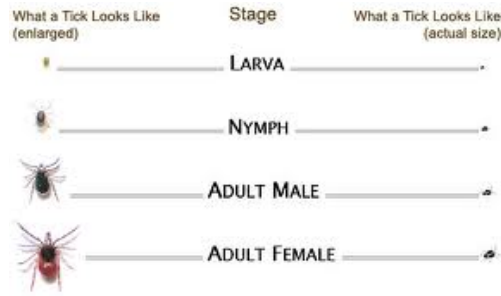 What a Tick Looks Like
(enlarged)
Stage
What a Tick Looks Like
(actual size)
LARVA
NYMPH
ADULT MALE
ADULT FEMALE